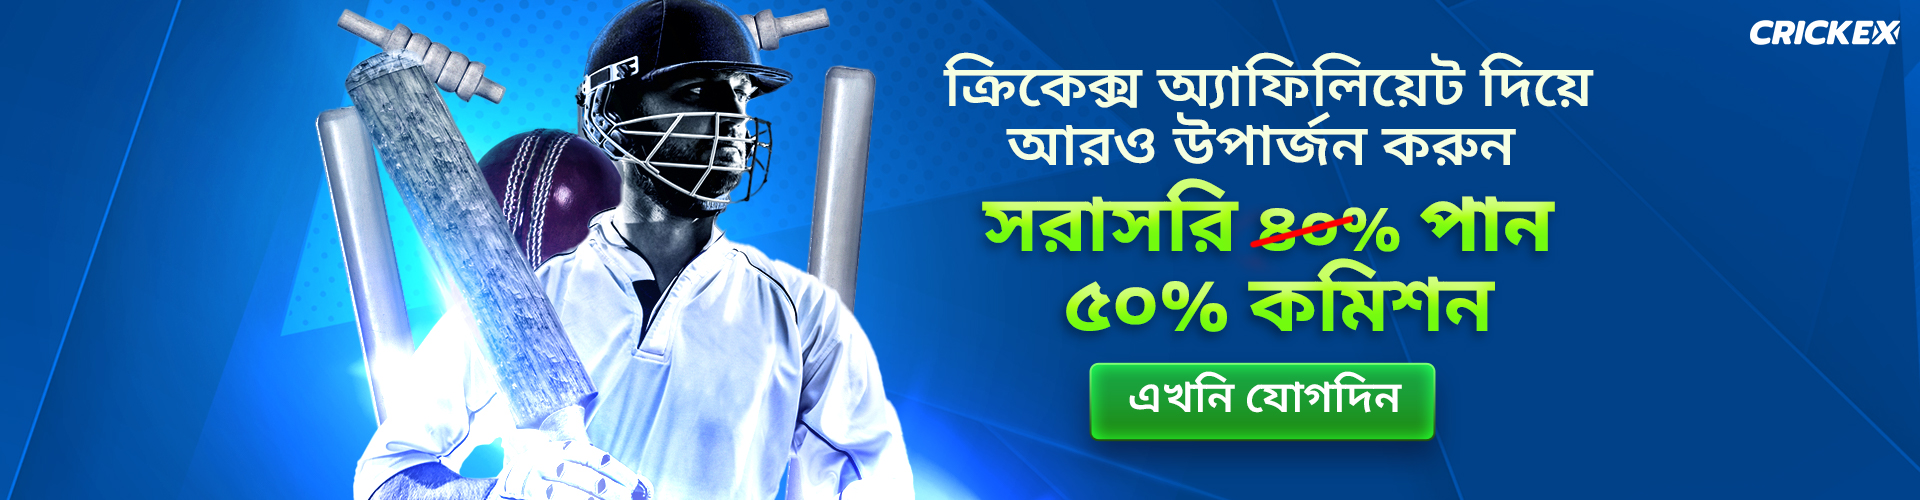 CRICKEX
ক্রিকেক্স অ্যাফিলিয়েট দিয়ে
আরও উপার্জন করুন
সরাসরি ৪০% পান
৫০% কমিশন
এখনি যোগদিন